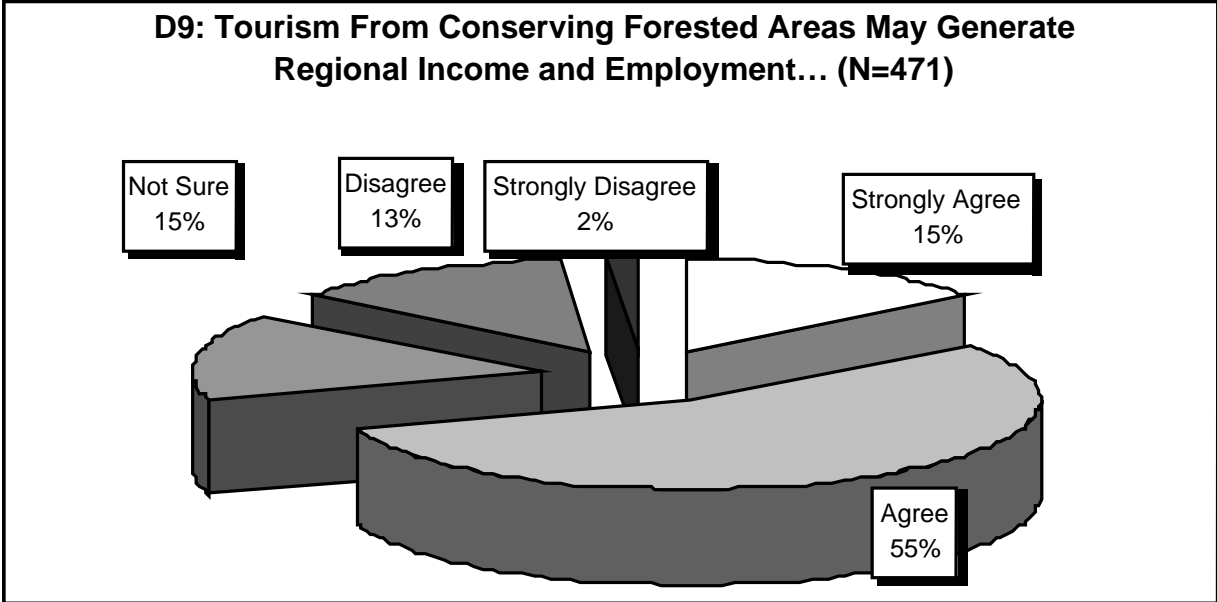 D9: Tourism From Conserving Forested Areas May Generate
Regional Income and Employment… (N=471)
Not Sure
15%
Disagree
13%
Strongly Disagree
2%
Strongly Agree
15%
Agree
55%